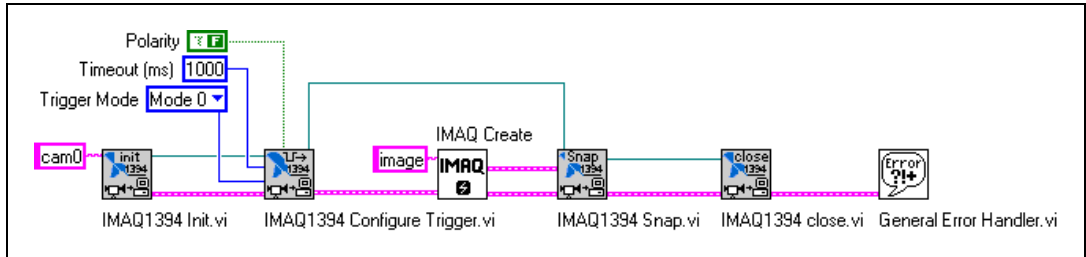 Polarity F
Timeout (ms) 1000
Trigger Mode Mode 0
IMAQ Create
cam0
init
1394
1394
image
IMAQ
Snap
1394
close
1394
Error
?!+
IMAQ1394 Init.vi
IMAQ1394 Configure Trigger.vi
IMAQ1394 Snap.vi
IMAQ1394 close.vi
General Error Handler.vi